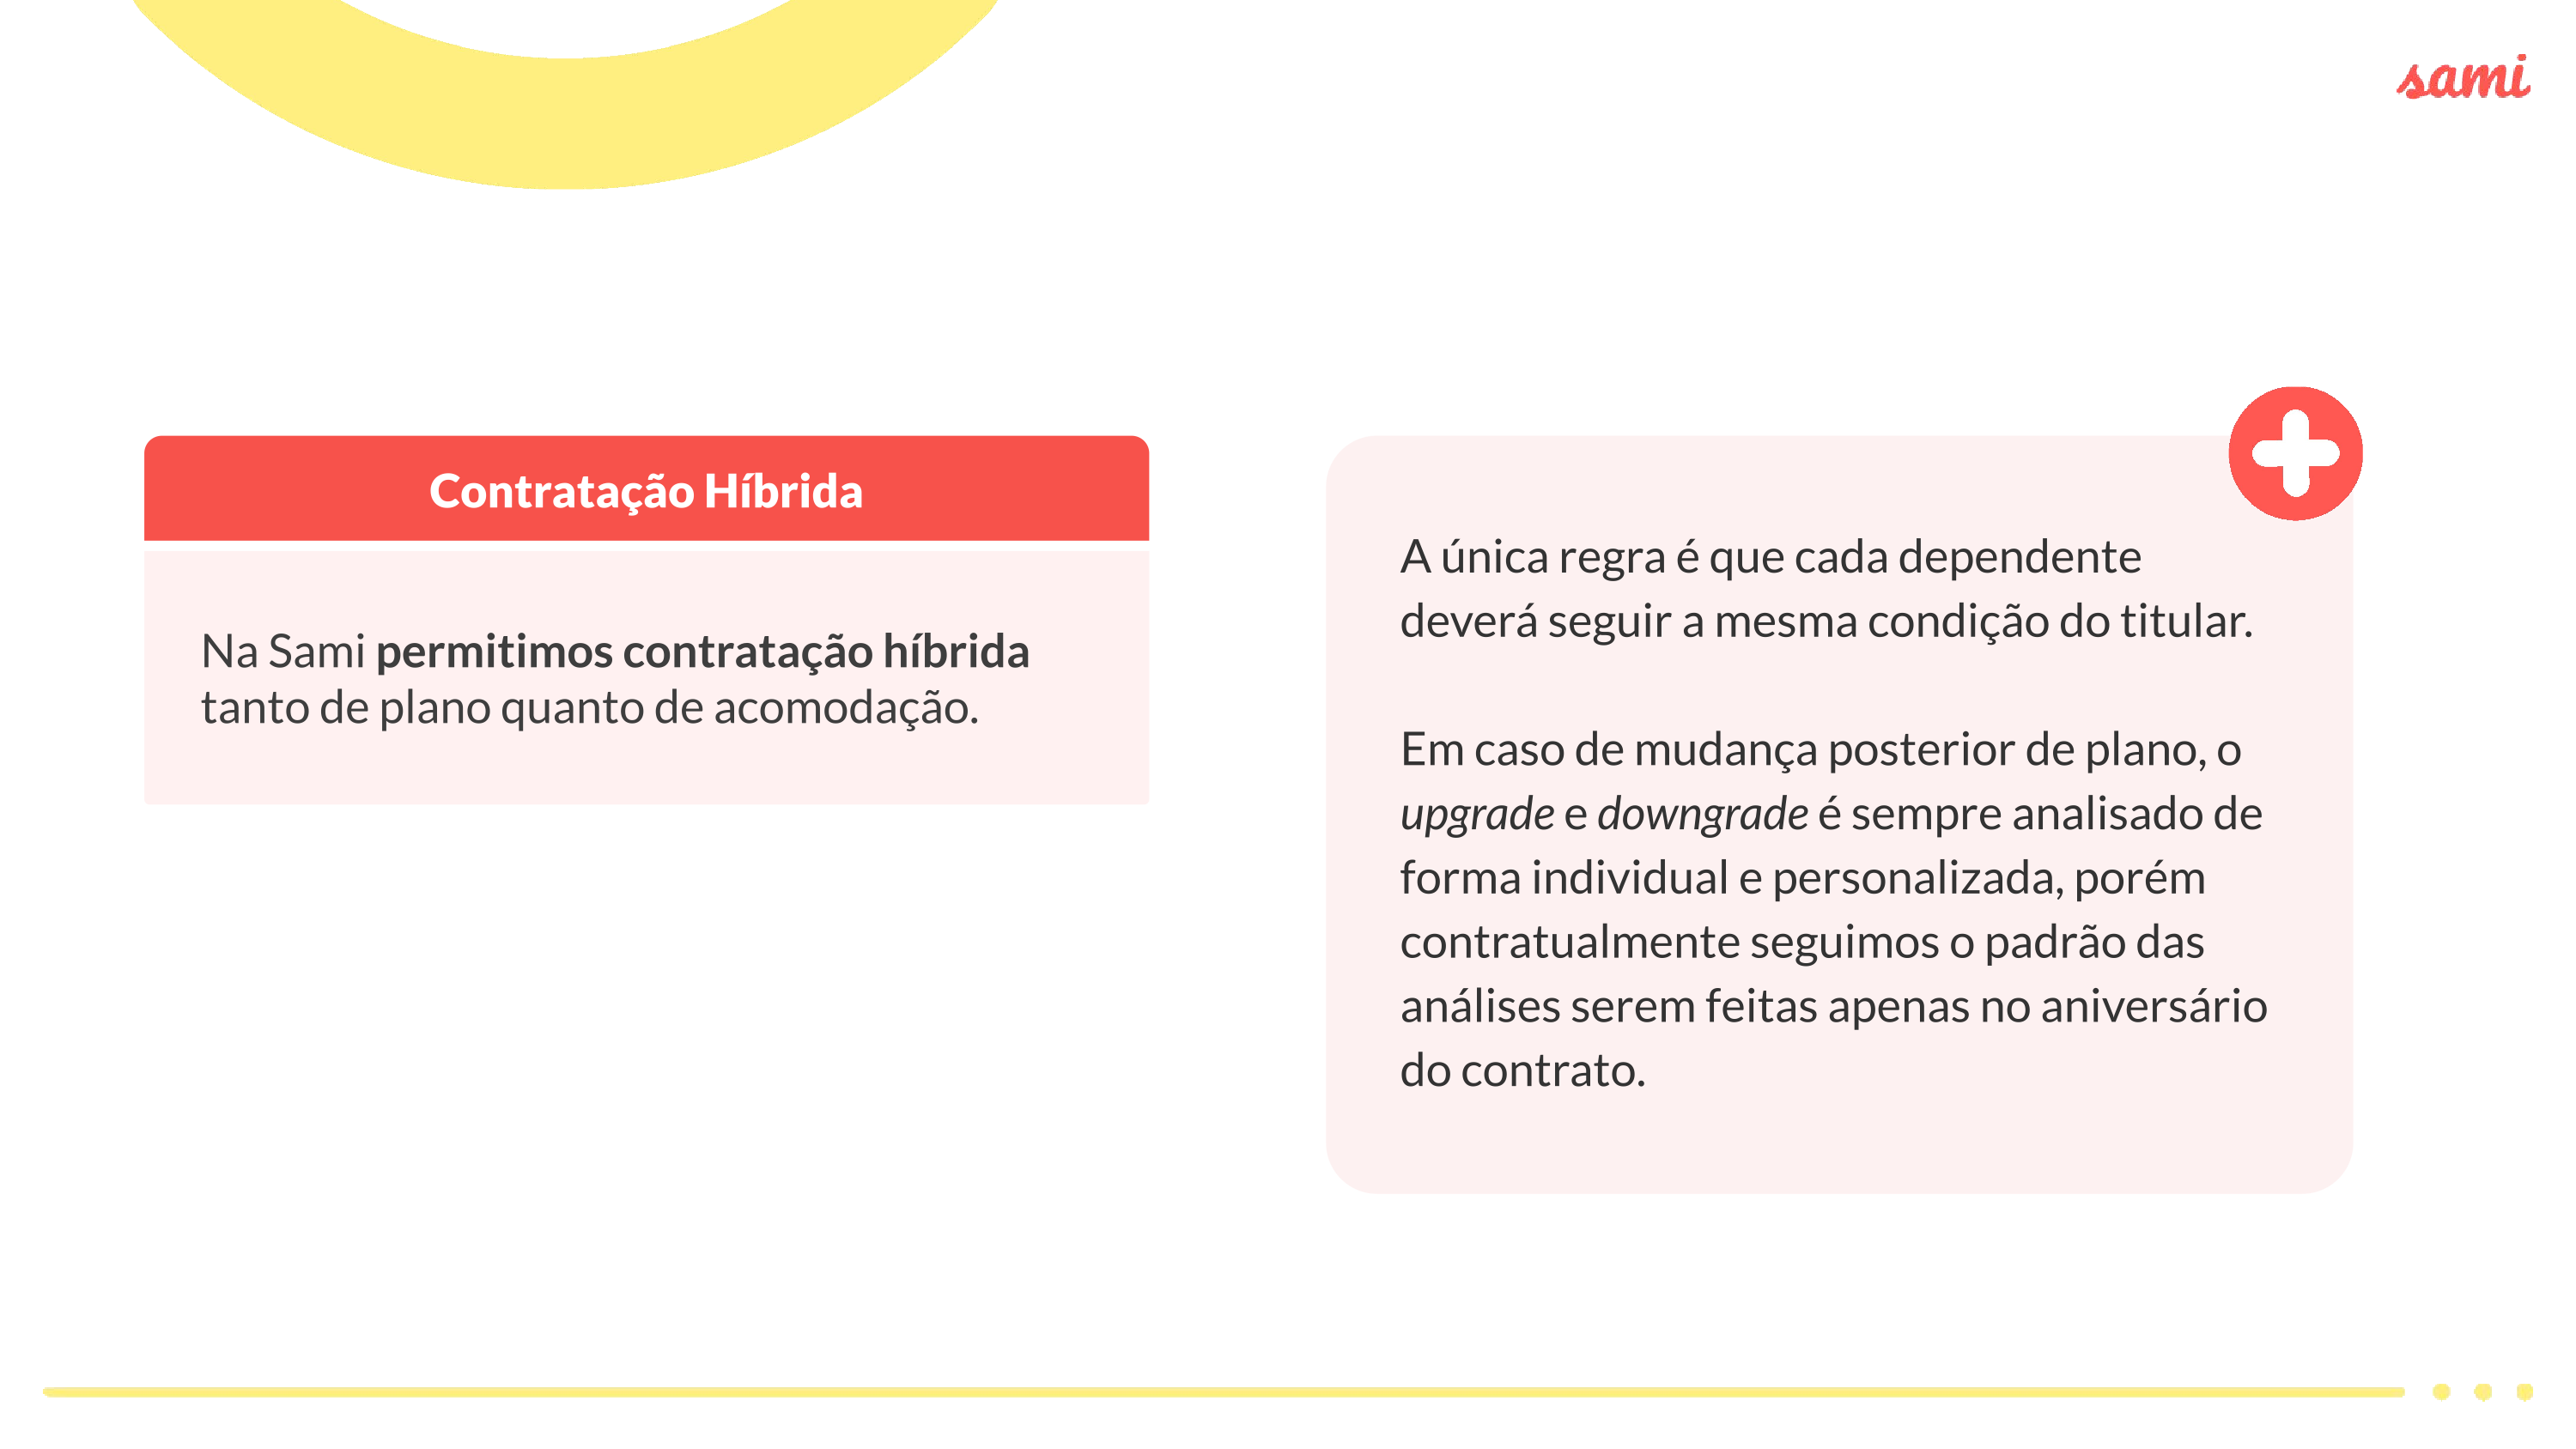 sami
Contratação Híbrida
Na Sami permitimos contratação híbrida
tanto de plano quanto de acomodação.
A única regra é que cada dependente
deverá seguir a mesma condição do titular.
Em caso de mudança posterior de plano, o
upgrade e downgrade é sempre analisado de
forma individual e personalizada, porém
contratualmente seguimos o padrão das
análises serem feitas apenas no aniversário
do contrato.